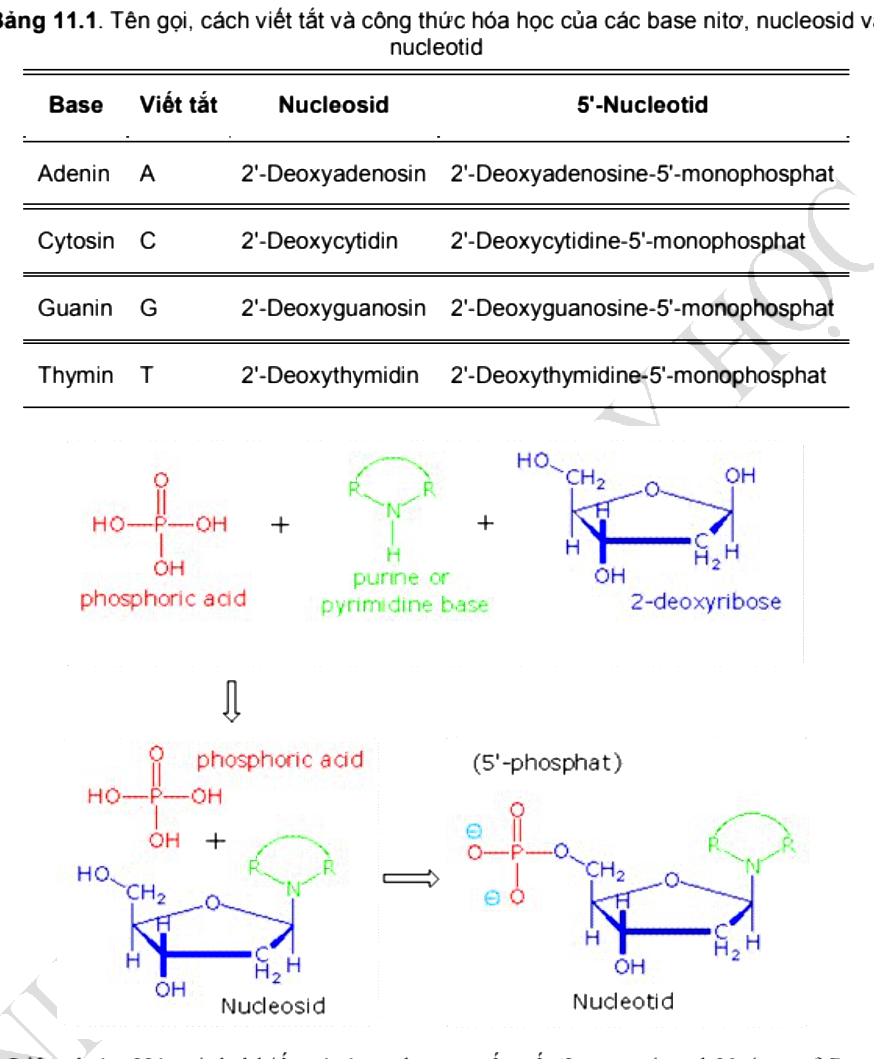 Bảng 11.1. Tên gọi, cách viết tắt và công thức hóa học của các base nitơ, nucleosid và
nucleotid
Base Viết tắt Nucleosid 5'-Nucleotid
Adenin A 2'-Deoxyadenosin 2'-Deoxyadenosine-5'-monophosphat
Cytosin C 2'-Deoxycytidin 2'-Deoxycytidine-5'-monophosphat
Guanin G 2'-Deoxyguanosin 2'-Deoxyguanosine-5'-monophosphat
Thymin T 2'-Deoxythymidin 2'-Deoxythymidine-5'-monophosphat
O
HO P OH
OH
phosphoric acid
+
R R
N
H
purine or
pyrimidine base
+
HO
CH2
O
OH
H
H
C
H2 H
OH
2-deoxyribose
O
HO P OH
OH
phosphoric acid
+
HO
CH2
O
R R
N
H
H
C
H2 H
OH
Nucleosid
(5'-phosphat)
O
O P O
O
CH2
O
R R
N
H
H
C
H2 H
OH
Nucleotid
Y HỌC